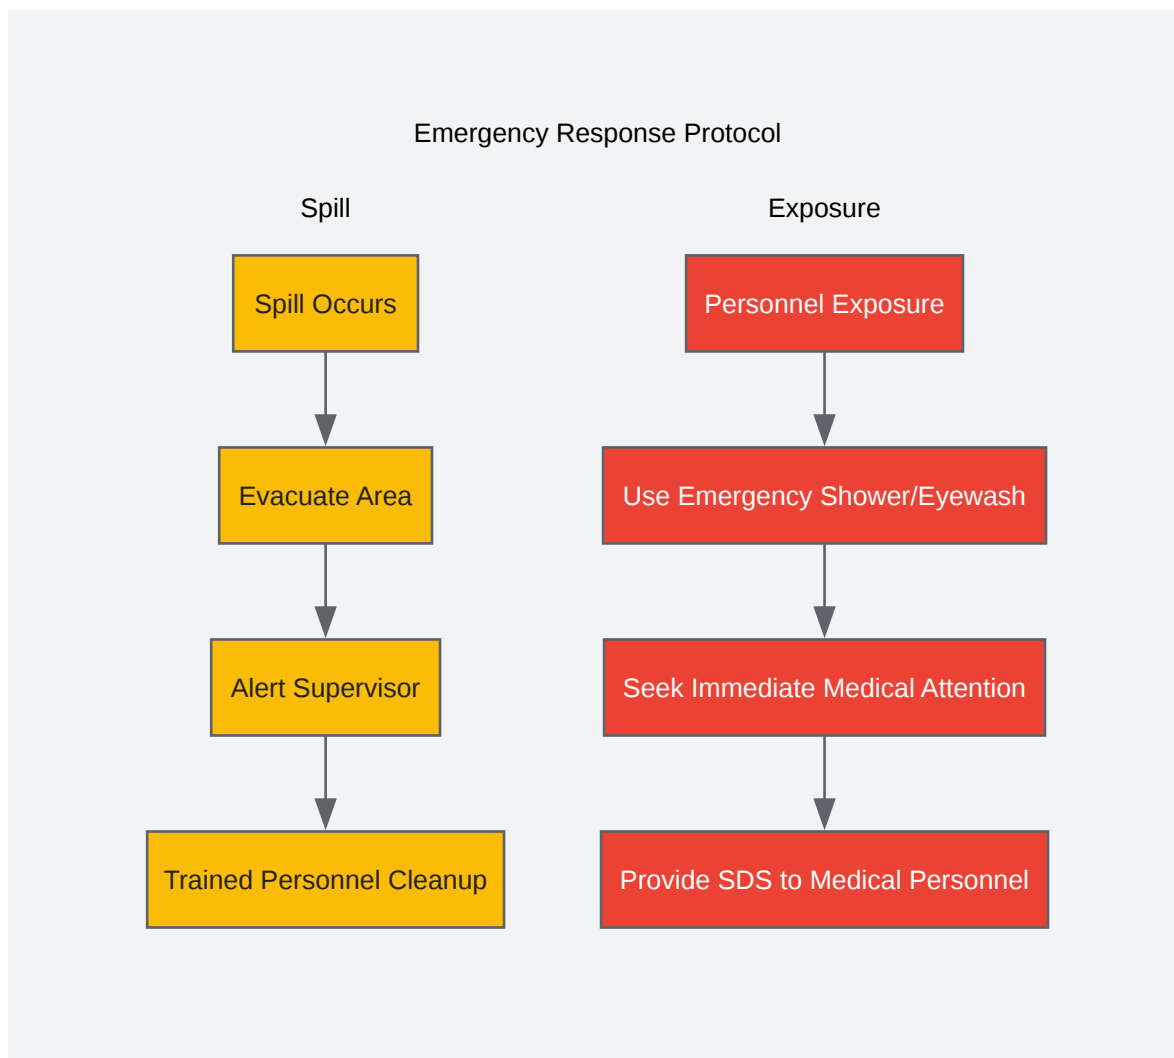 Emergency Response Protocol
Spill
Spill Occurs
Evacuate Area
Alert Supervisor
Trained Personnel Cleanup
Exposure
Personnel Exposure
Use Emergency Shower/Eyewash
Seek Immediate Medical Attention
Provide SDS to Medical Personnel